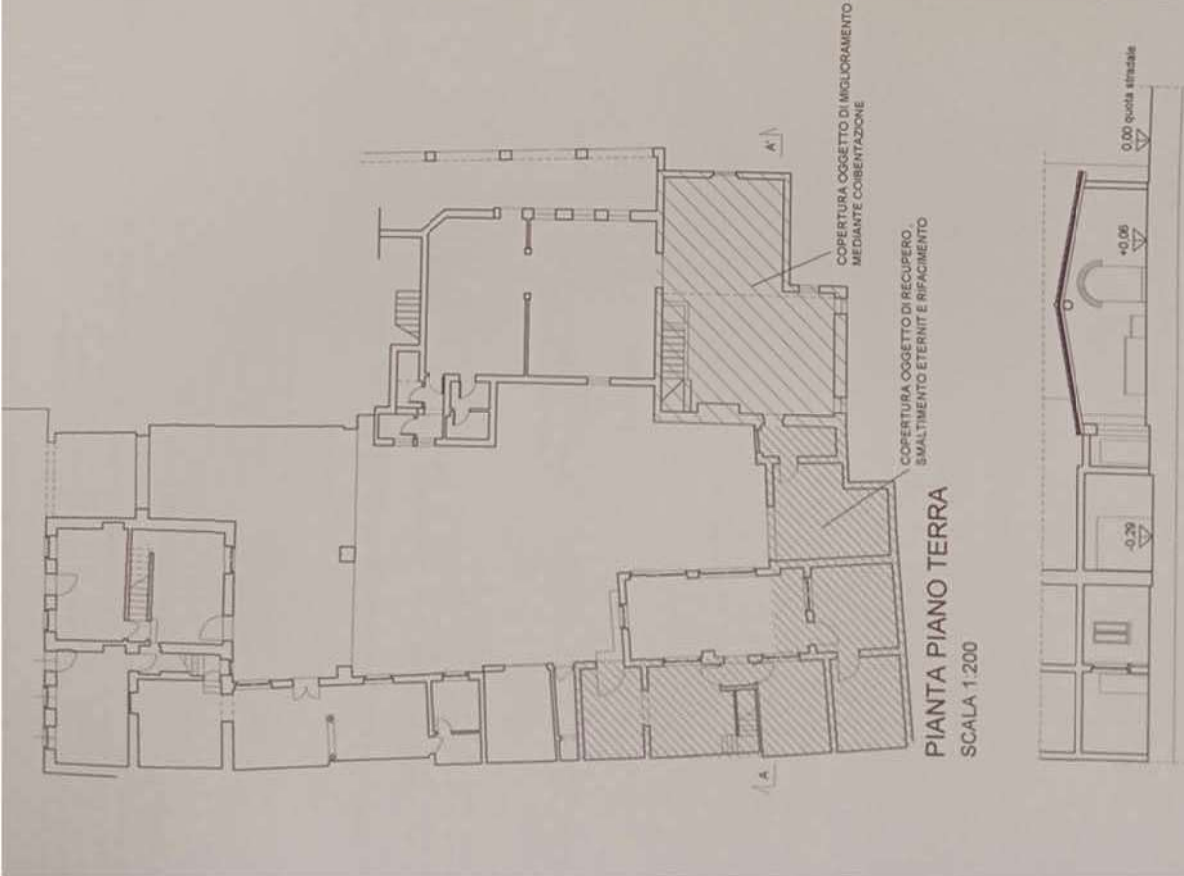 COPERTURA OGGETTO DI MIGLIORAMENTO
MEDIANTE COIBENTAZIONE
COPERTURA OGGETTO DI RECUPERO,
SMALTIMENTO ETERNIT E RIFACIMENTO
A
A'
PIANTA PIANO TERRA
SCALA 1:200
-0.29
+0,06
0.00 quota stradale